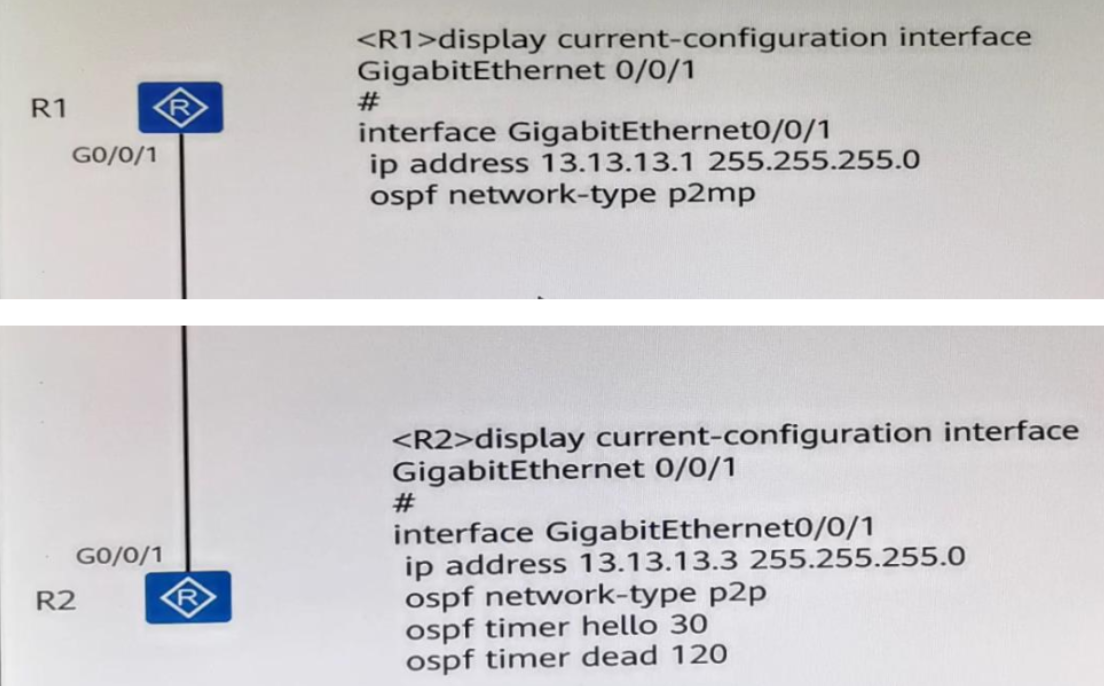 <R1>display current-configuration interface
GigabitEthernet 0/0/1
#
R1
R
interface GigabitEthernet0/0/1
G0/0/1
ip address 13.13.13.1 255.255.255.0
ospf network-type p2mp
<R2>display current-configuration interface
GigabitEthernet 0/0/1
#
interface GigabitEthernet0/0/1
G0/0/1
ip address 13.13.13.3 255.255.255.0
R2
R
ospf network-type p2p
ospf timer hello 30
ospf timer dead 120